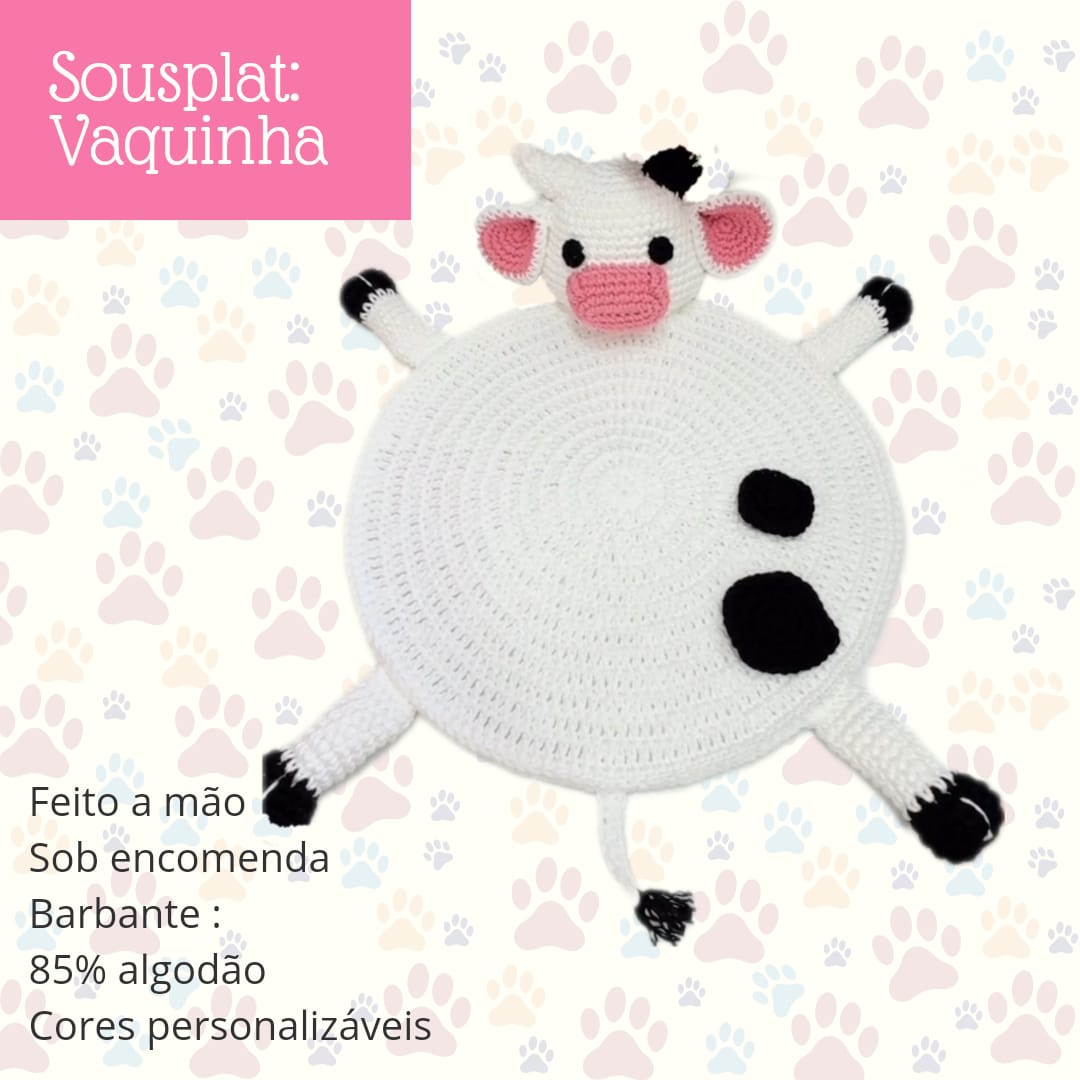 Sousplat:
Vaquinha
Feito a mão
Sob encomenda
Barbante :
85% algodão
Cores personalizáveis